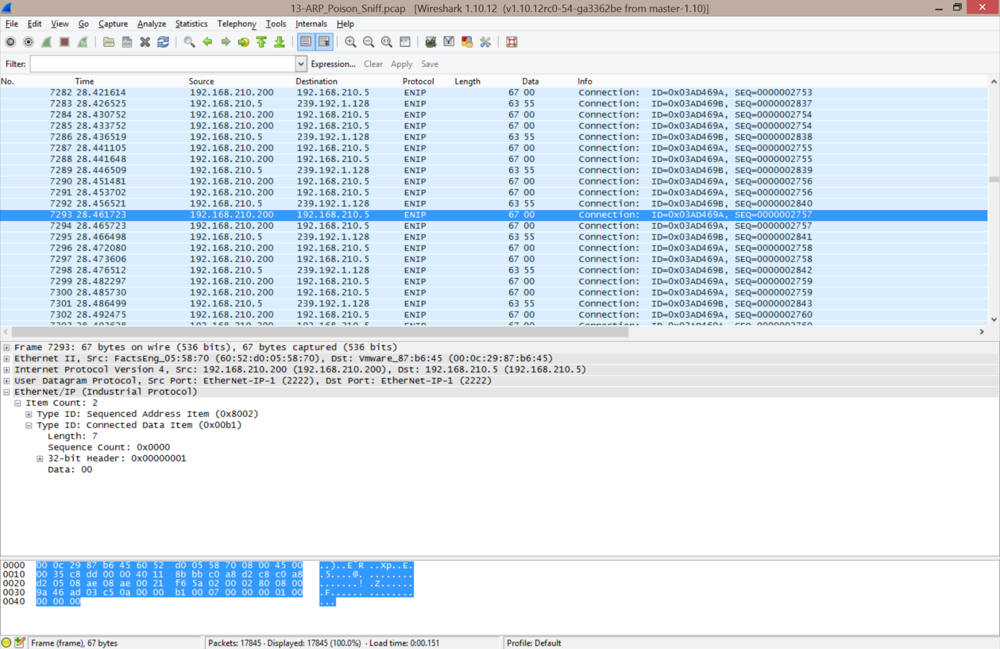 13-ARP_Poison_Sniff.pcap [Wireshark 1.10.12 (v1.10.12rc0-54-ga3362be from master-1.10)]
File Edit View Go Capture Analyze Statistics Telephony Tools Internals Help
Filter: Expression... Clear Apply Save
No. Time Source Destination Protocol Length Data Info
7282 28.421614 192.168.210.200 192.168.210.5 ENIP 67 00 Connection: ID=0x03AD469A, SEQ=0000002753
7283 28.426525 192.168.210.5 239.192.1.128 ENIP 63 55 Connection: ID=0x03AD469B, SEQ=0000002837
7284 28.430752 192.168.210.200 192.168.210.5 ENIP 67 00 Connection: ID=0x03AD469A, SEQ=0000002754
7285 28.433752 192.168.210.200 192.168.210.5 ENIP 67 00 Connection: ID=0x03AD469A, SEQ=0000002754
7286 28.436519 192.168.210.5 239.192.1.128 ENIP 63 55 Connection: ID=0x03AD469B, SEQ=0000002838
7287 28.441105 192.168.210.200 192.168.210.5 ENIP 67 00 Connection: ID=0x03AD469A, SEQ=0000002755
7288 28.441648 192.168.210.200 192.168.210.5 ENIP 67 00 Connection: ID=0x03AD469A, SEQ=0000002755
7289 28.446509 192.168.210.5 239.192.1.128 ENIP 63 55 Connection: ID=0x03AD469B, SEQ=0000002839
7290 28.451481 192.168.210.200 192.168.210.5 ENIP 67 00 Connection: ID=0x03AD469A, SEQ=0000002756
7291 28.453702 192.168.210.200 192.168.210.5 ENIP 67 00 Connection: ID=0x03AD469A, SEQ=0000002756
7292 28.456521 192.168.210.5 239.192.1.128 ENIP 63 55 Connection: ID=0x03AD469B, SEQ=0000002840
7293 28.461723 192.168.210.200 192.168.210.5 ENIP 67 00 Connection: ID=0x03AD469A, SEQ=0000002757
7294 28.465723 192.168.210.200 192.168.210.5 ENIP 67 00 Connection: ID=0x03AD469A, SEQ=0000002757
7295 28.466498 192.168.210.5 239.192.1.128 ENIP 63 55 Connection: ID=0x03AD469B, SEQ=0000002841
7296 28.472080 192.168.210.200 192.168.210.5 ENIP 67 00 Connection: ID=0x03AD469A, SEQ=0000002758
7297 28.473606 192.168.210.200 192.168.210.5 ENIP 67 00 Connection: ID=0x03AD469A, SEQ=0000002758
7298 28.476512 192.168.210.5 239.192.1.128 ENIP 63 55 Connection: ID=0x03AD469B, SEQ=0000002842
7299 28.482297 192.168.210.200 192.168.210.5 ENIP 67 00 Connection: ID=0x03AD469A, SEQ=0000002759
7300 28.485730 192.168.210.200 192.168.210.5 ENIP 67 00 Connection: ID=0x03AD469A, SEQ=0000002759
7301 28.486499 192.168.210.5 239.192.1.128 ENIP 63 55 Connection: ID=0x03AD469B, SEQ=0000002843
7302 28.492475 192.168.210.200 192.168.210.5 ENIP 67 00 Connection: ID=0x03AD469A, SEQ=0000002760
Frame 7293: 67 bytes on wire (536 bits), 67 bytes captured (536 bits)
Ethernet II, Src: FactsEng_05:58:70 (60:52:d0:05:58:70), Dst: Vmware_87:b6:45 (00:0c:29:87:b6:45)
Internet Protocol Version 4, Src: 192.168.210.200 (192.168.210.200), Dst: 192.168.210.5 (192.168.210.5)
User Datagram Protocol, Src Port: EtherNet-IP-1 (2222), Dst Port: EtherNet-IP-1 (2222)
EtherNet/IP (Industrial Protocol)
Item Count: 2
Type ID: Sequenced Address Item (0x8002)
Type ID: Connected Data Item (0x00b1)
Length: 7
Sequence Count: 0x0000
32-bit Header: 0x00000001
Data: 00
0000 00 0c 29 87 b6 45 60 52 d0 05 58 70 08 00 45 00 ..)..E`R ..Xp..E.
0010 00 35 c8 dd 00 00 40 11 8b bb c0 a8 d2 c8 c0 a8 .5....@. ........
0020 d2 05 08 ae 08 ae 00 21 f6 5a 02 00 02 80 08 00 .......! .Z......
0030 9a 46 ad 03 c5 0a 00 00 b1 00 07 00 00 00 01 00 .F...... ........
0040 00 00 00 ...
Frame (frame), 67 bytes Packets: 17845 · Displayed: 17845 (100.0%) · Load time: 0:00.151 Profile: Default